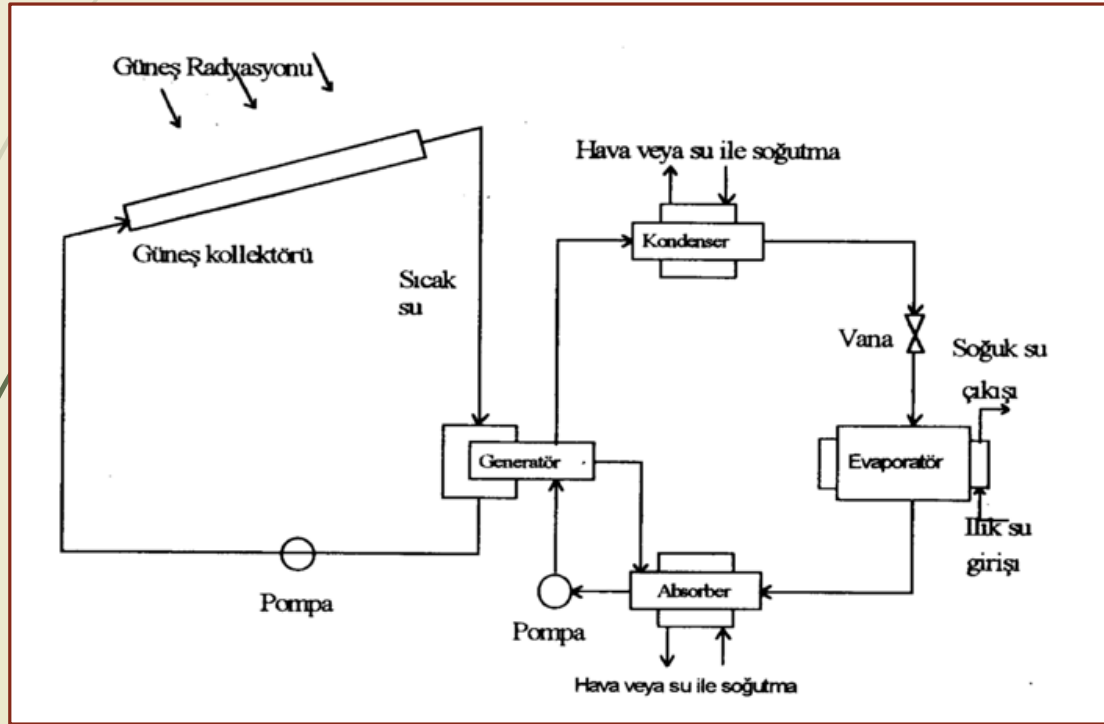 Güneş Radyasyonu
Güneş kollektörü
Sıcak
su
Hava veya su ile soğutma
Kondenser
Vana
Soğuk su
çıkışı
Generatör
Evaporatör
Ilık su
girişi
Pompa
Absorber
Pompa
Hava veya su ile soğutma